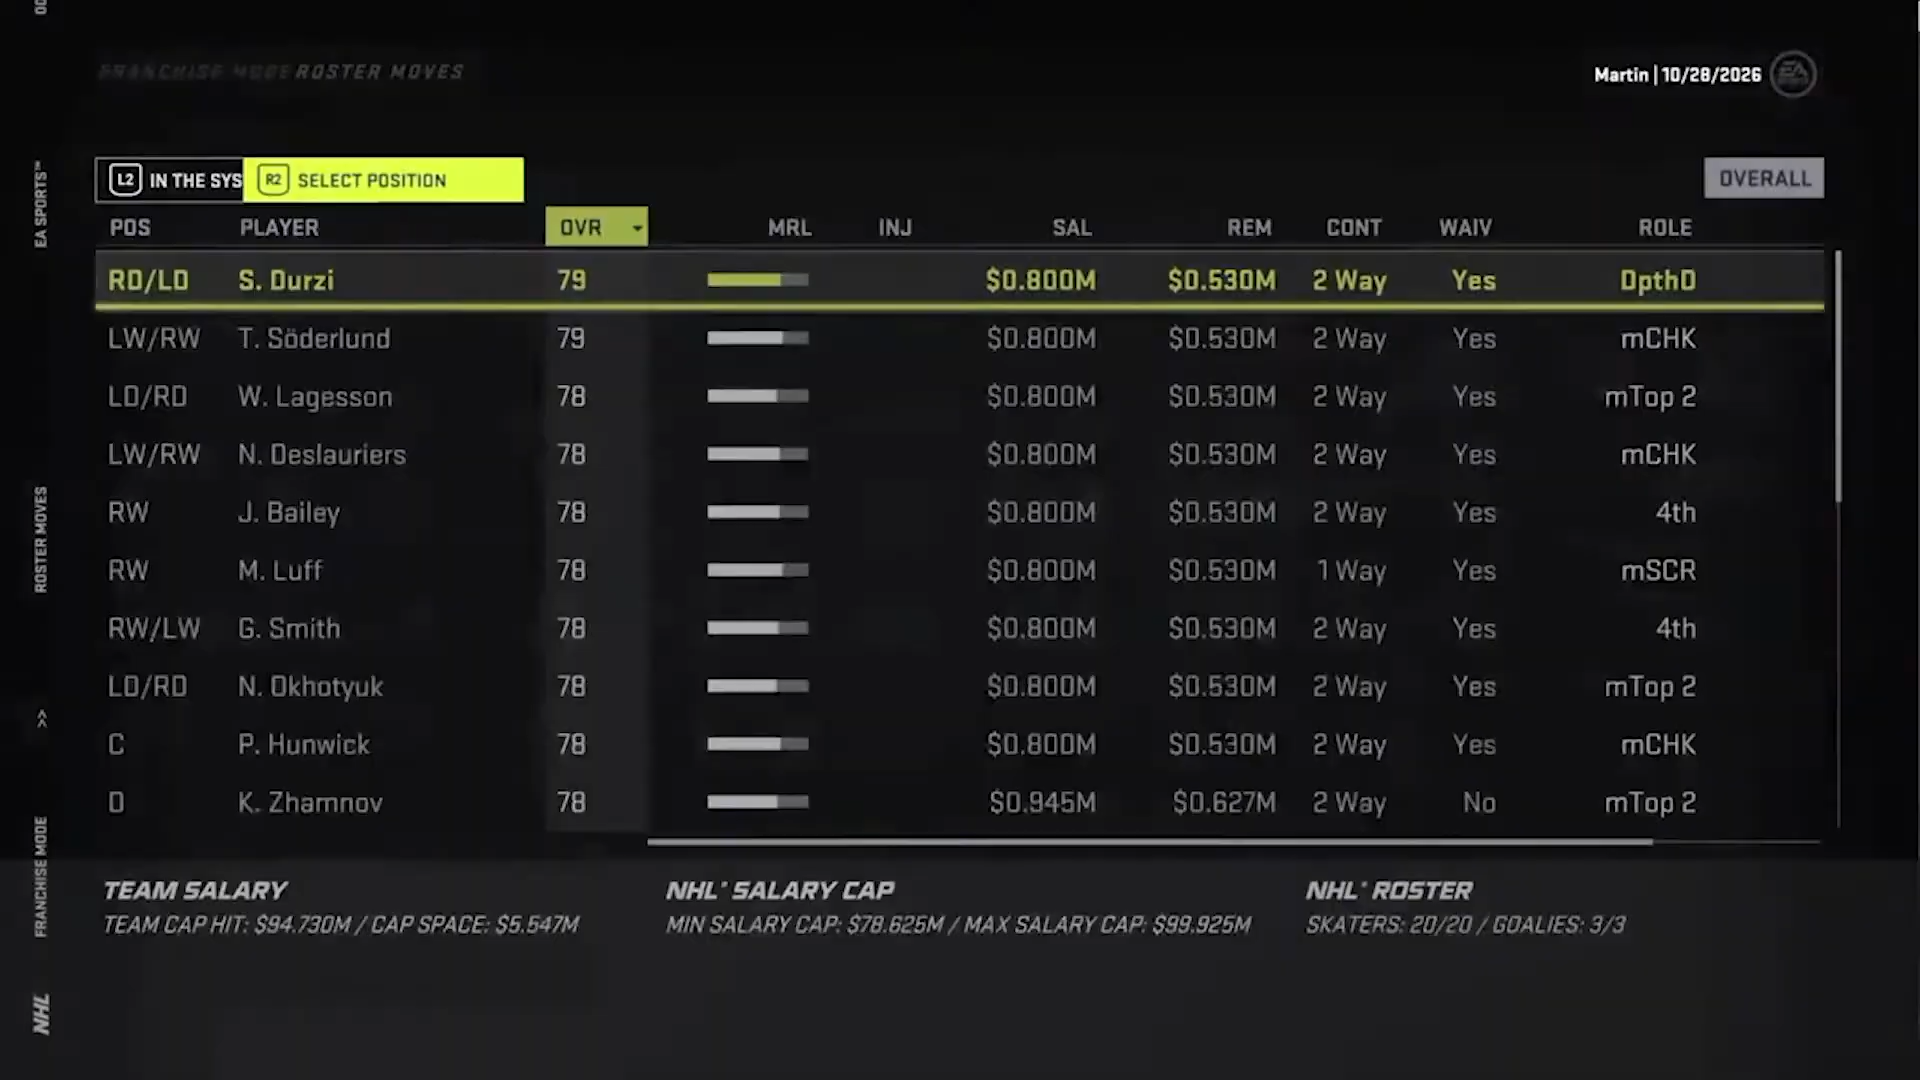 FRANCHISE MODE ROSTER MOVES
Martin | 10/28/2026
EA
L2 IN THE SYS R2 SELECT POSITION
OVERALL
POS PLAYER OVR MRL INJ SAL REM CONT WAIV ROLE
RD/LD S. Durzi 79 $0.800M $0.530M 2 Way Yes DpthD
LW/RW T. Söderlund 79 $0.800M $0.530M 2 Way Yes mCHK
LD/RD W. Lagesson 78 $0.800M $0.530M 2 Way Yes mTop 2
LW/RW N. Deslauriers 78 $0.800M $0.530M 2 Way Yes mCHK
RW J. Bailey 78 $0.800M $0.530M 2 Way Yes 4th
RW M. Luff 78 $0.800M $0.530M 1 Way Yes mSCR
RW/LW G. Smith 78 $0.800M $0.530M 2 Way Yes 4th
LD/RD N. Okhotyuk 78 $0.800M $0.530M 2 Way Yes mTop 2
C P. Hunwick 78 $0.800M $0.530M 2 Way Yes mCHK
D K. Zhamnov 78 $0.945M $0.627M 2 Way No mTop 2
TEAM SALARY
TEAM CAP HIT: $94.730M / CAP SPACE: $5.547M
NHL® SALARY CAP
MIN SALARY CAP: $78.625M / MAX SALARY CAP: $99.925M
NHL® ROSTER
SKATERS: 20/20 / GOALIES: 3/3
NHL FRANCHISE MODE >> ROSTER MOVES EA SPORTS™